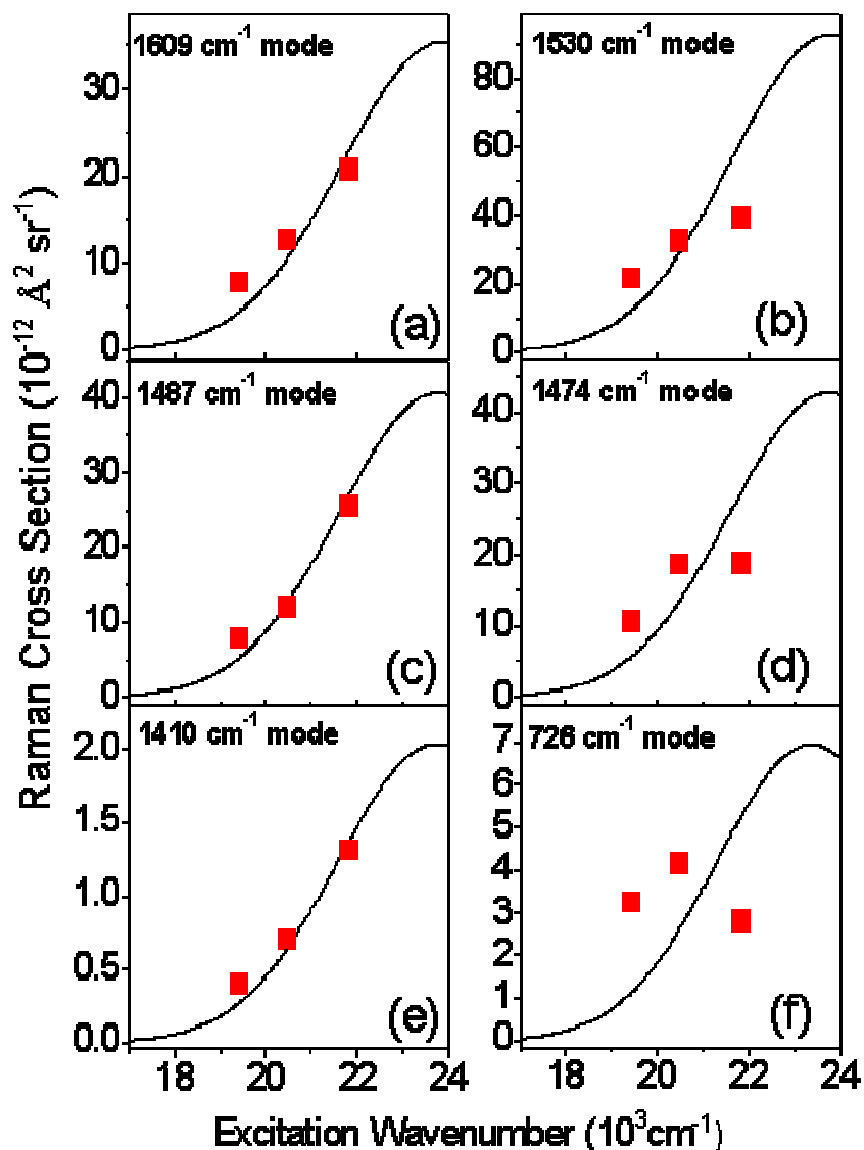 Raman Cross Section (10⁻¹² Å² sr⁻¹)
1609 cm⁻¹ mode
30
20
10
0
(a)
1530 cm⁻¹ mode
80
60
40
20
0
(b)
1487 cm⁻¹ mode
40
30
20
10
0
(c)
1474 cm⁻¹ mode
40
30
20
10
0
(d)
1410 cm⁻¹ mode
2.0
1.5
1.0
0.5
0.0
(e)
18 20 22 24
726 cm⁻¹ mode
7
6
5
4
3
2
1
0
(f)
18 20 22 24
Excitation Wavenumber (10³cm⁻¹)